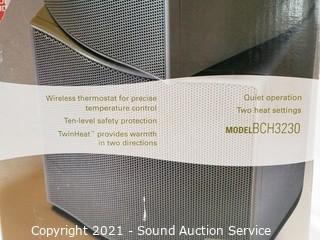 Wireless thermostat for precise
temperature control
Ten-level safety protection
TwinHeat™ provides warmth
in two directions
Quiet operation
Two heat settings
MODEL BCH3230
Copyright 2021 - Sound Auction Service